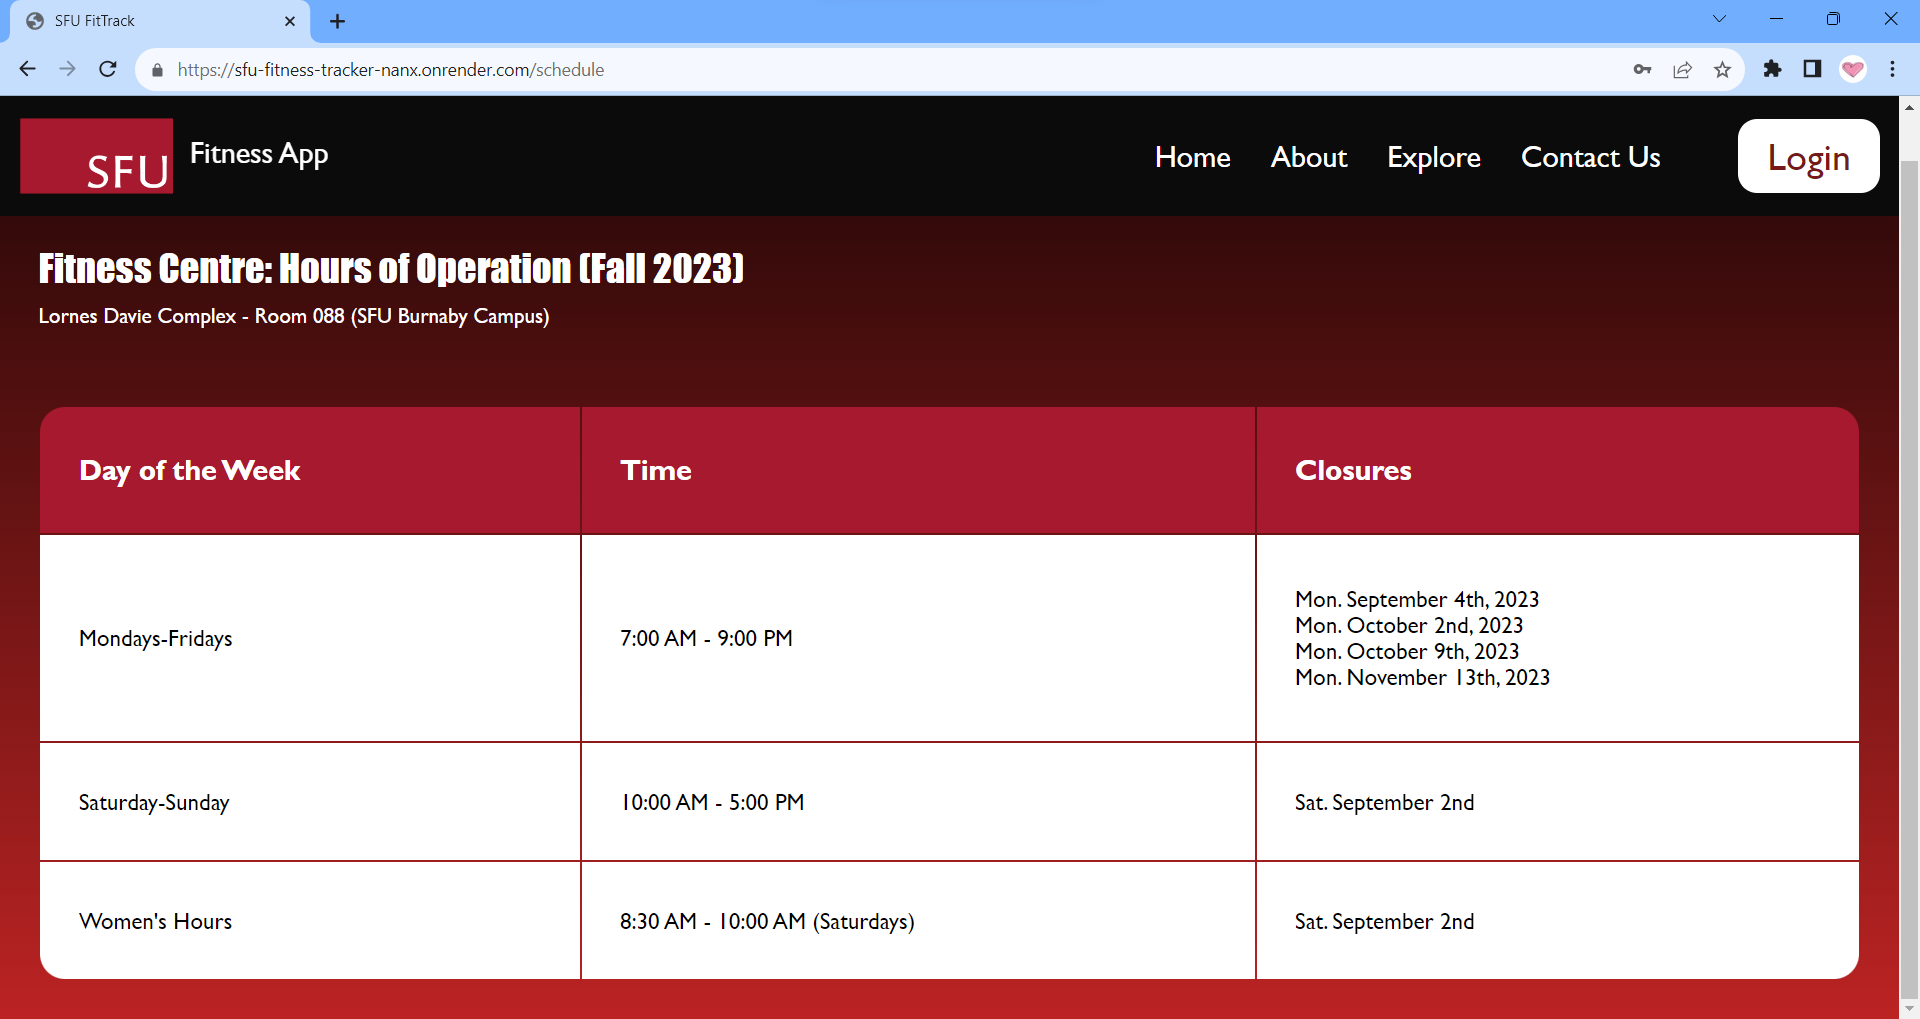 SFU FitTrack
https://sfu-fitness-tracker-nanx.onrender.com/schedule
SFU Fitness App
Home About Explore Contact Us Login
Fitness Centre: Hours of Operation (Fall 2023)
Lornes Davie Complex - Room 088 (SFU Burnaby Campus)
Day of the Week Time Closures
Mondays-Fridays 7:00 AM - 9:00 PM
Mon. September 4th, 2023
Mon. October 2nd, 2023
Mon. October 9th, 2023
Mon. November 13th, 2023
Saturday-Sunday 10:00 AM - 5:00 PM Sat. September 2nd
Women's Hours 8:30 AM - 10:00 AM (Saturdays) Sat. September 2nd